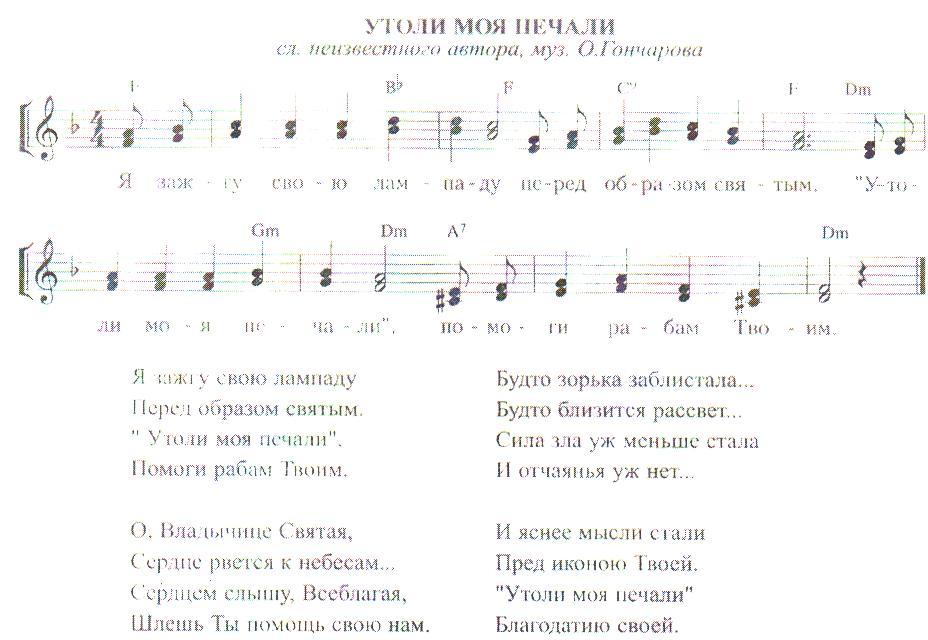 УТОЛИ МОЯ ПЕЧАЛИ
сл. неизвестного автора, муз. О.Гончарова
F B♭ F C7 F Dm
4/4
Я заж - гу сво - ю лам - па-ду пе-ред об-ра-зом свя - тым. "У-то-
Gm Dm A7 Dm
ли мо - я пе - ча - ли", по - мо - ги ра - бам Тво - им.
Я зажгу свою лампаду
Перед образом святым.
" Утоли моя печали",
Помоги рабам Твоим.
О, Владычице Святая,
Сердце рвется к небесам...
Сердцем слышу, Всеблагая,
Шлешь Ты помощь свою нам.
Будто зорька заблистала...
Будто близится рассвет...
Сила зла уж меньше стала
И отчаянья уж нет...
И яснее мысли стали
Пред иконою Твоей.
"Утоли моя печали"
Благодатию своей.